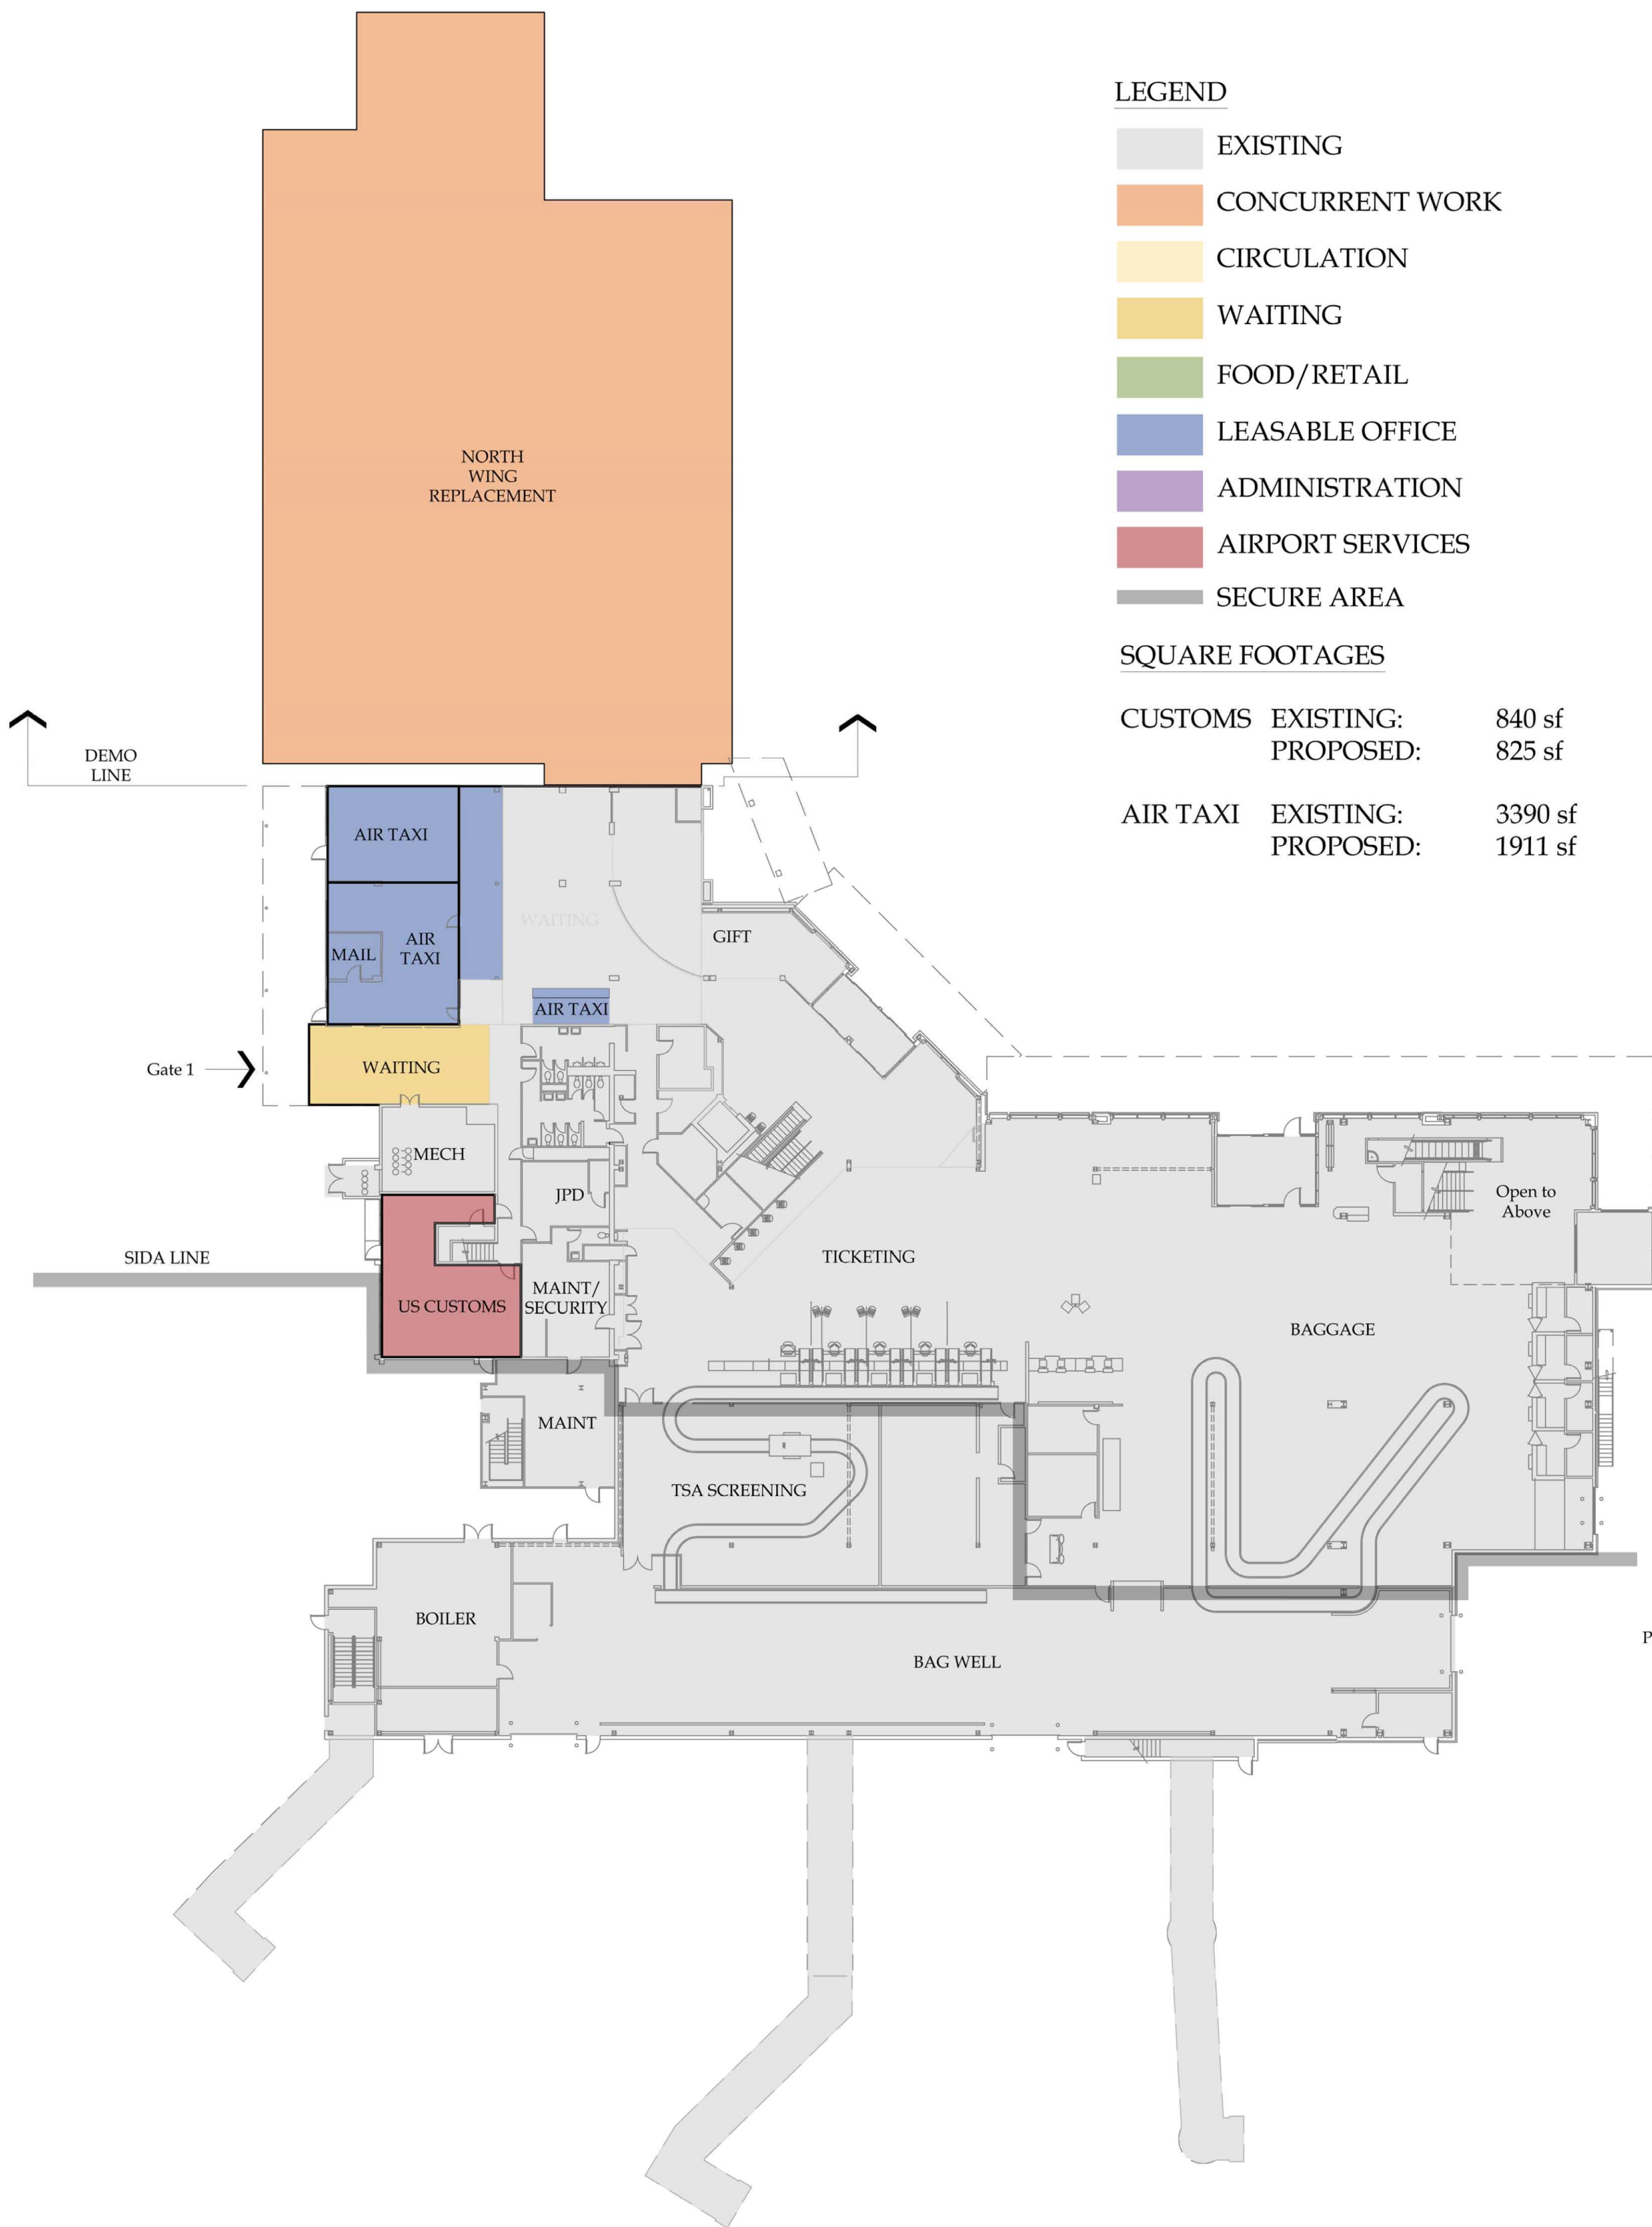 LEGEND
EXISTING
CONCURRENT WORK
CIRCULATION
WAITING
FOOD/RETAIL
LEASABLE OFFICE
ADMINISTRATION
AIRPORT SERVICES
SECURE AREA
SQUARE FOOTAGES
CUSTOMS EXISTING: 840 sf
PROPOSED: 825 sf
AIR TAXI EXISTING: 3390 sf
PROPOSED: 1911 sf
NORTH
WING
REPLACEMENT
DEMO
LINE
AIR TAXI
WAITING
GIFT
MAIL
AIR
TAXI
AIR TAXI
Gate 1
WAITING
MECH
JPD
Open to
Above
SIDA LINE
TICKETING
US CUSTOMS
MAINT/
SECURITY
BAGGAGE
MAINT
TSA SCREENING
BOILER
BAG WELL
P